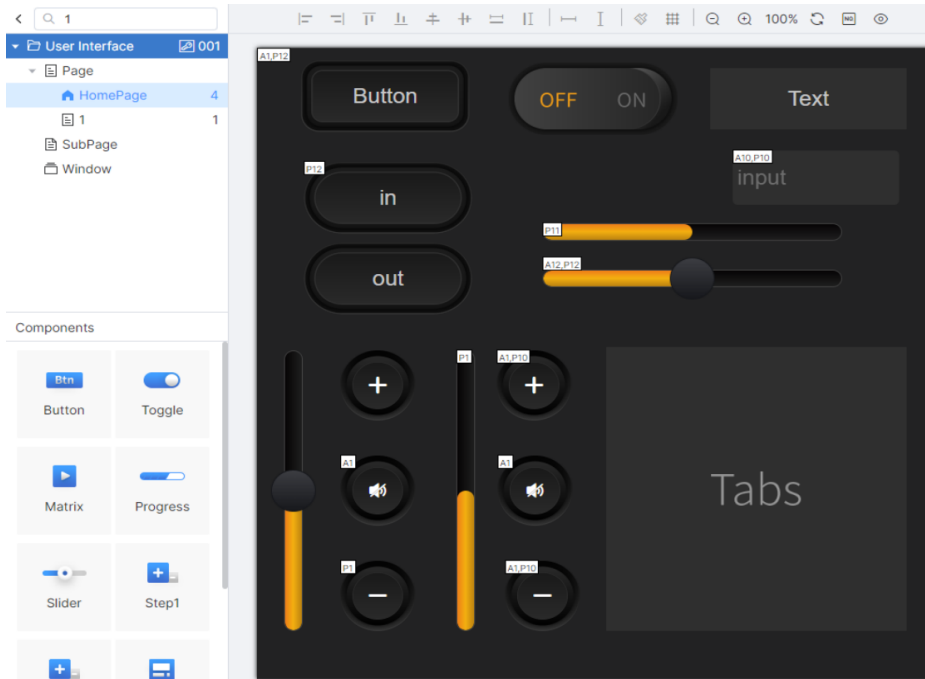 1
100%
NO
User Interface
001
Page
HomePage
4
1
1
SubPage
Window
Components
Btn
Button
Toggle
Matrix
Progress
Slider
Step1
A1,P12
Button
OFF
ON
Text
P12
in
A10,P10
input
out
P11
A12,P12
P1
A1,P10
+
+
A1
A1
Tabs
P1
A1,P10
−
−